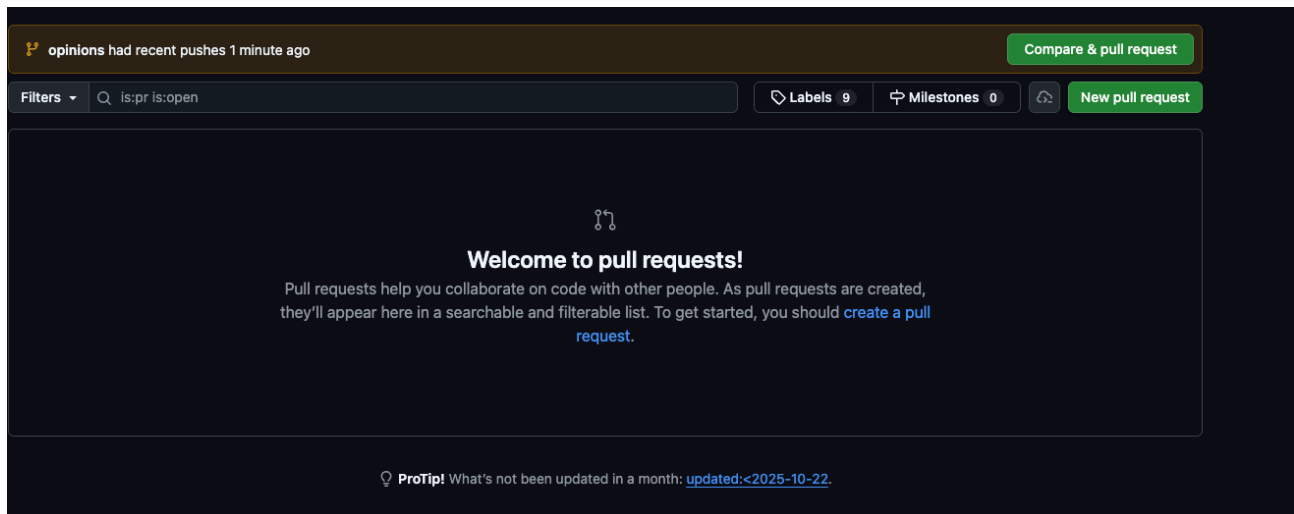 opinions had recent pushes 1 minute ago
Compare & pull request
Filters
is:pr is:open
Labels 9
Milestones 0
New pull request
Welcome to pull requests!
Pull requests help you collaborate on code with other people. As pull requests are created,
they’ll appear here in a searchable and filterable list. To get started, you should create a pull
request.
ProTip! What’s not been updated in a month: updated:<2025-10-22.